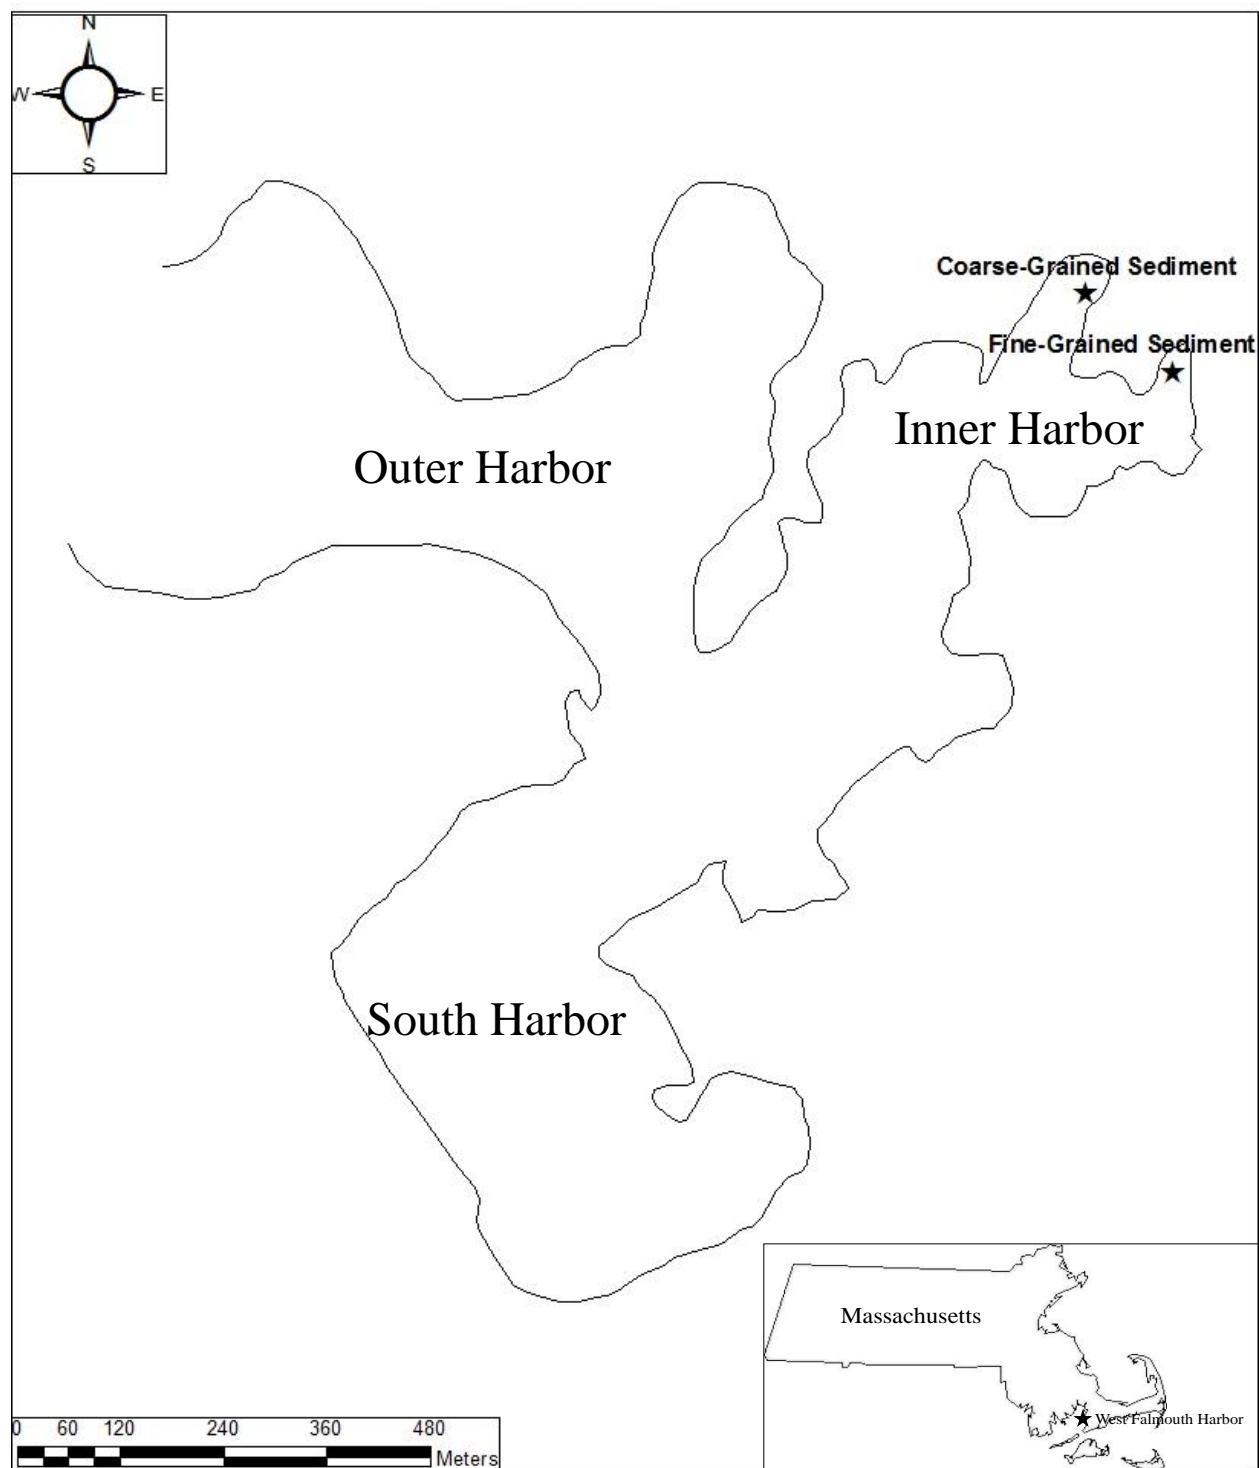 N
W E
S
Coarse-Grained Sediment
Fine-Grained Sediment
Inner Harbor
Outer Harbor
South Harbor
Massachusetts
West Falmouth Harbor
0 60 120 240 360 480
Meters